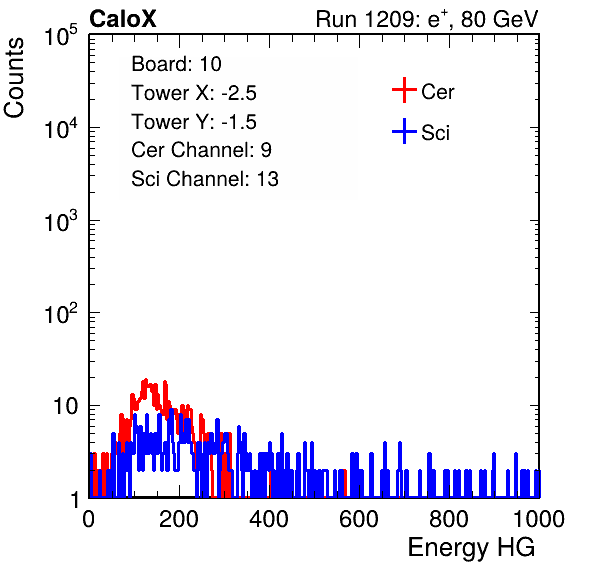 CaloX Run 1209: e⁺, 80 GeV
Counts
10⁵
10⁴
10³
10²
10
1
Board: 10
Tower X: -2.5
Tower Y: -1.5
Cer Channel: 9
Sci Channel: 13
Cer
Sci
0 200 400 600 800 1000
Energy HG